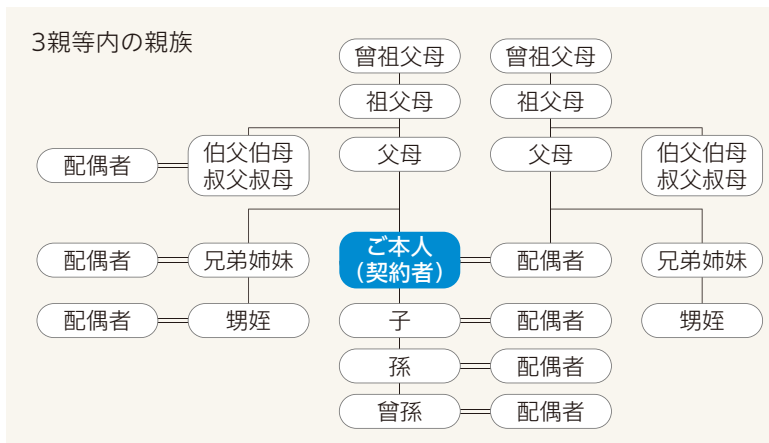 3親等内の親族
曾祖父母
曾祖父母
祖父母
祖父母
配偶者
伯父伯母
叔父叔母
父母
父母
伯父伯母
叔父叔母
配偶者
兄弟姉妹
ご本人
（契約者）
配偶者
兄弟姉妹
配偶者
甥姪
子
配偶者
甥姪
孫
配偶者
曾孫
配偶者